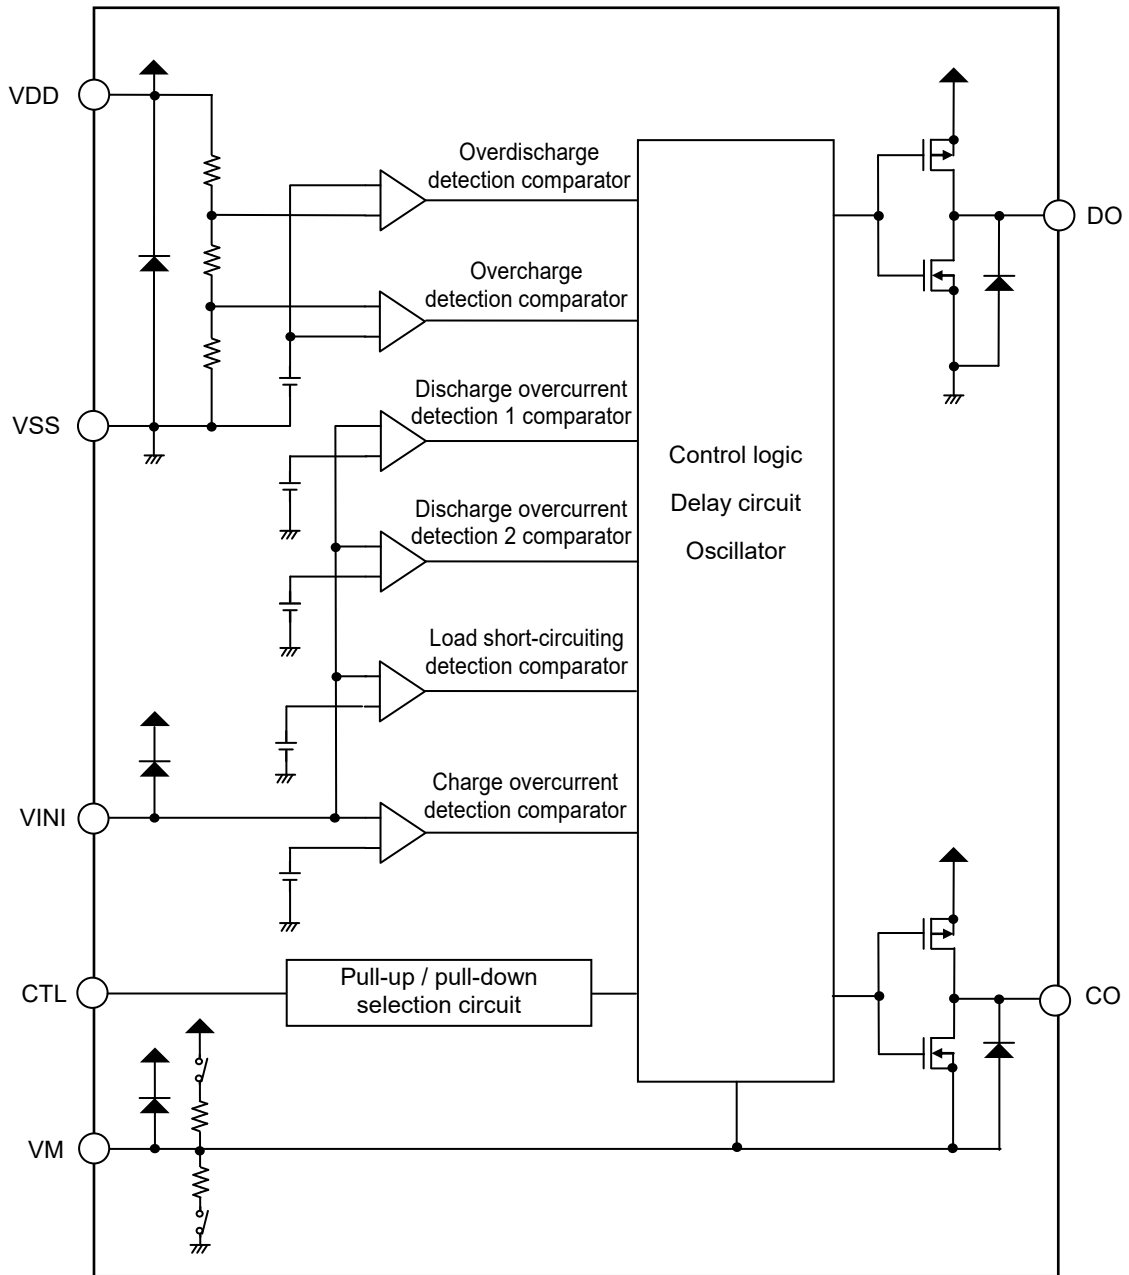 VDD
Overdischarge
detection comparator
DO
Overcharge
detection comparator
Discharge overcurrent
detection 1 comparator
VSS
Control logic
Delay circuit
Oscillator
Discharge overcurrent
detection 2 comparator
Load short-circuiting
detection comparator
VINI
Charge overcurrent
detection comparator
CTL
Pull-up / pull-down
selection circuit
CO
VM